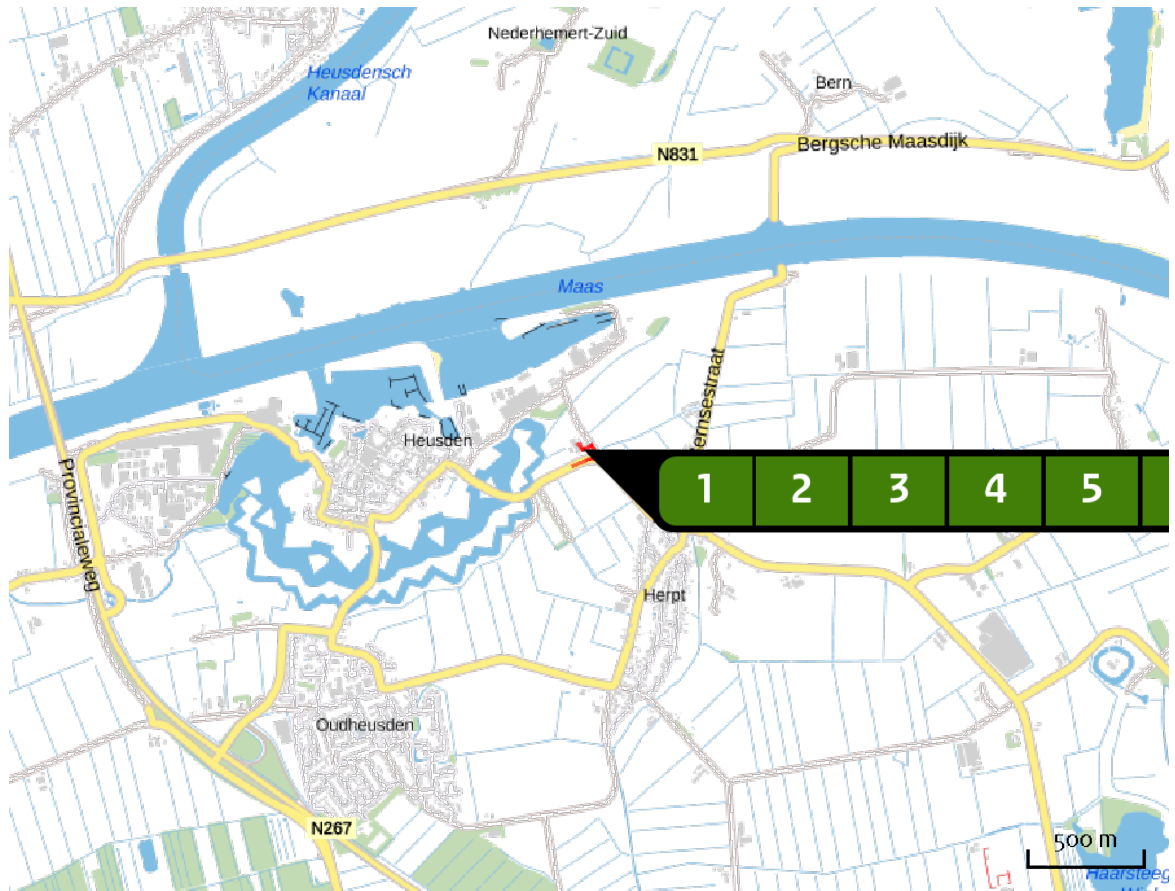 Nederhemert-Zuid
Heusdensch
Kanaal
Bern
N831
Bergsche Maasdijk
Maas
Heusden
Provincialeweg
1 2 3 4 5
Herpt
Oudheusden
N267
500 m
Haarsteeg